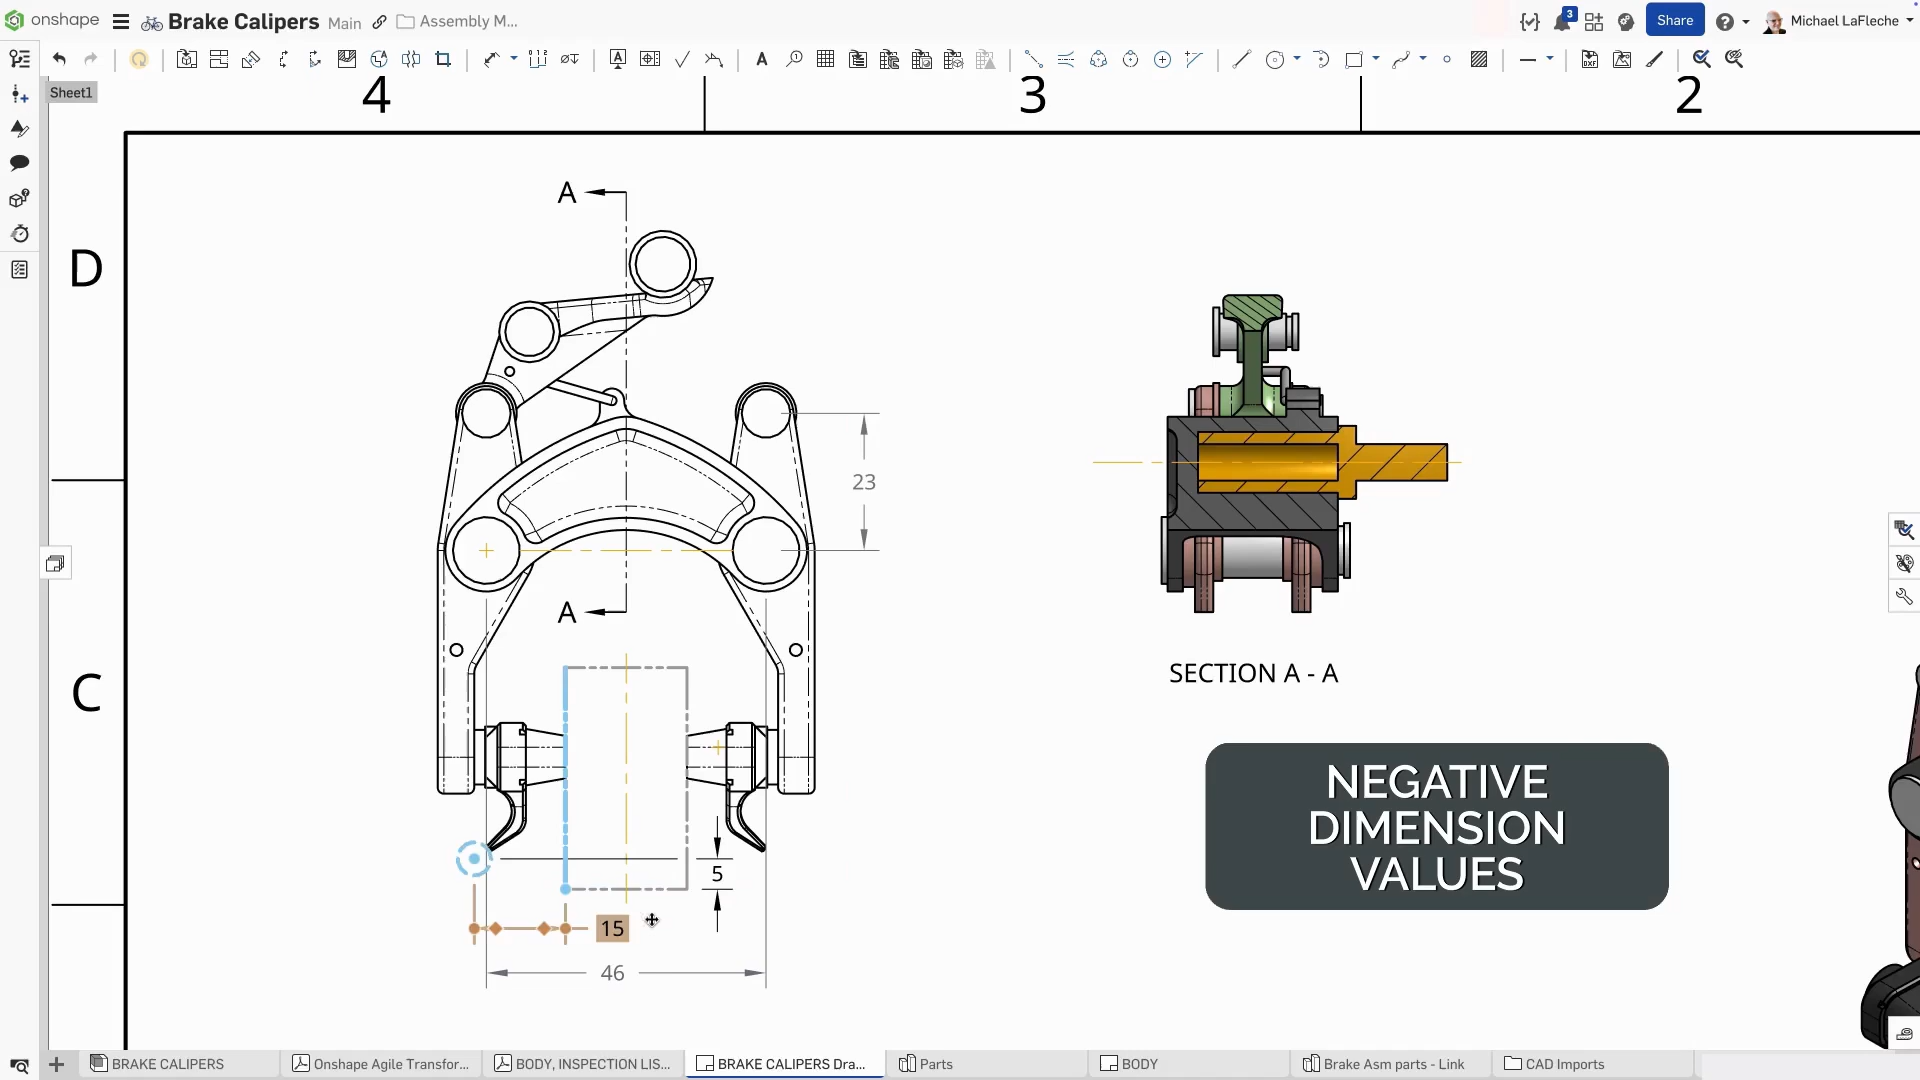 onshape
Brake Calipers Main Assembly M...
3
Share
Michael LaFleche
Sheet1
4 3 2
A
D
23
A
C
SECTION A - A
NEGATIVE
DIMENSION
VALUES
5
15
46
BRAKE CALIPERS
Onshape Agile Transfor...
BODY, INSPECTION LIS...
BRAKE CALIPERS Dra...
Parts
BODY
Brake Asm parts - Link
CAD Imports